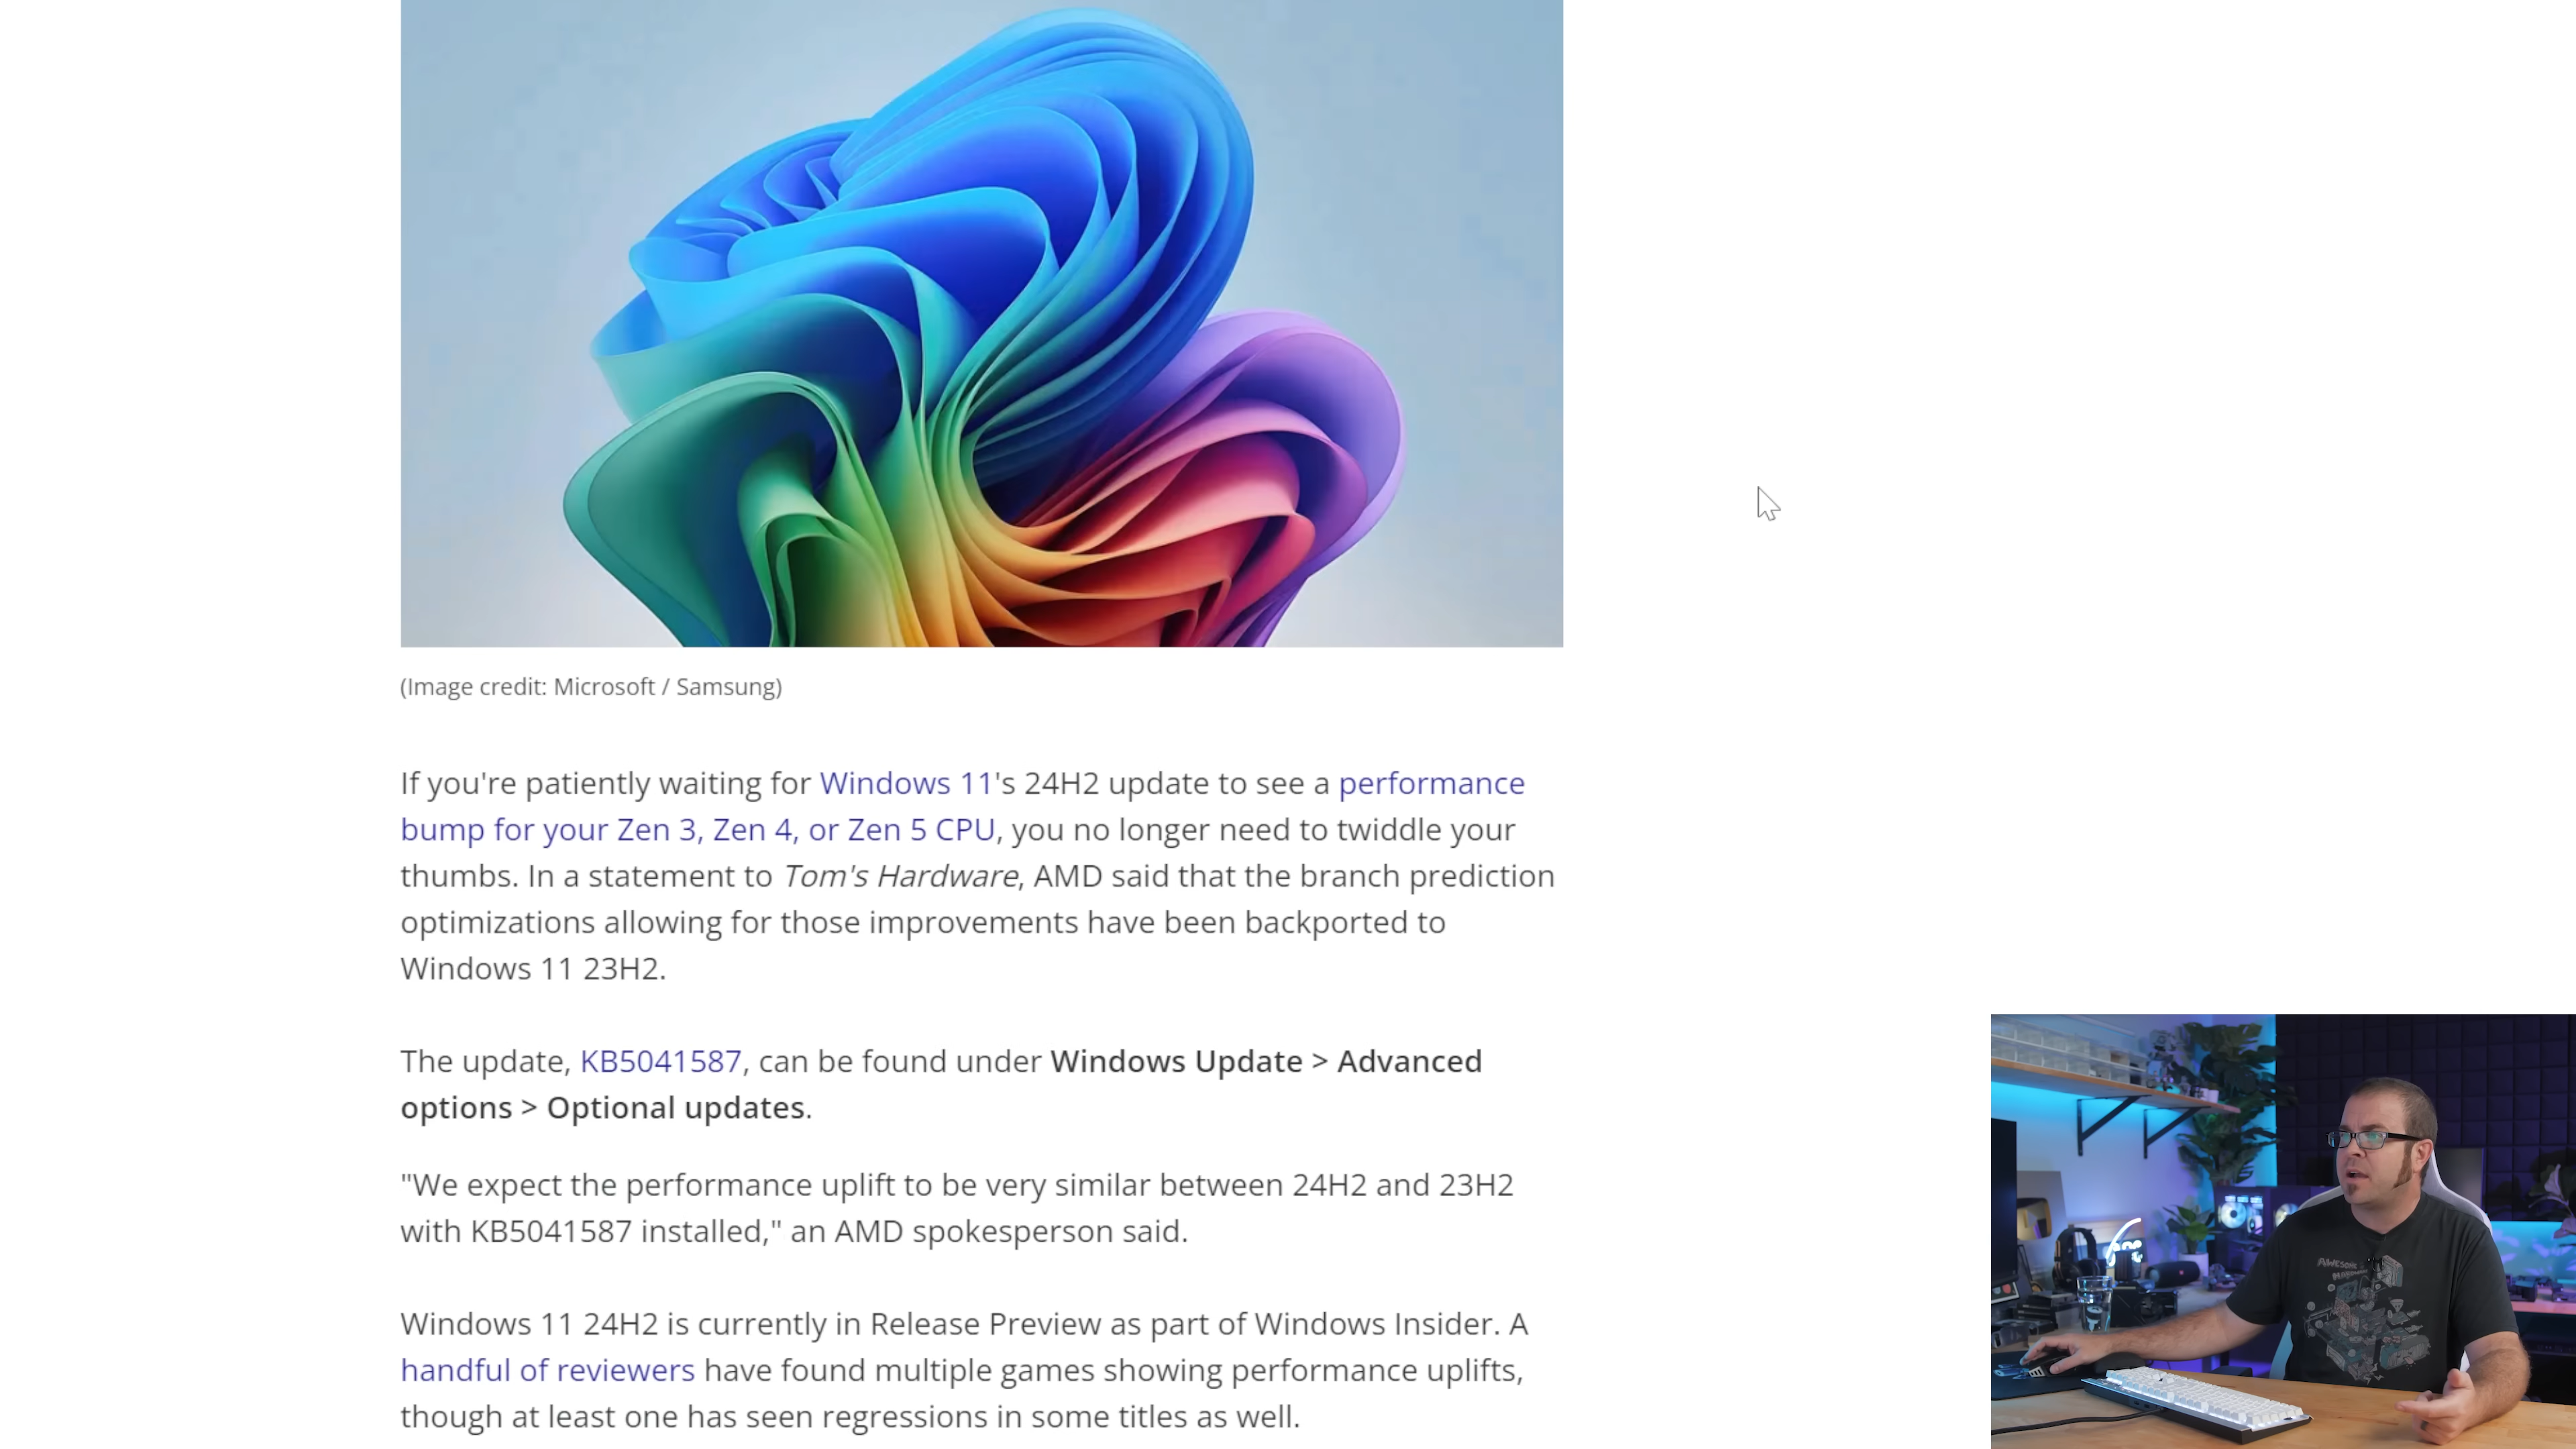 (Image credit: Microsoft / Samsung)
If you're patiently waiting for Windows 11's 24H2 update to see a performance
bump for your Zen 3, Zen 4, or Zen 5 CPU, you no longer need to twiddle your
thumbs. In a statement to Tom's Hardware, AMD said that the branch prediction
optimizations allowing for those improvements have been backported to
Windows 11 23H2.
The update, KB5041587, can be found under Windows Update > Advanced
options > Optional updates.
"We expect the performance uplift to be very similar between 24H2 and 23H2
with KB5041587 installed," an AMD spokesperson said.
Windows 11 24H2 is currently in Release Preview as part of Windows Insider. A
handful of reviewers have found multiple games showing performance uplifts,
though at least one has seen regressions in some titles as well.
AWESOME